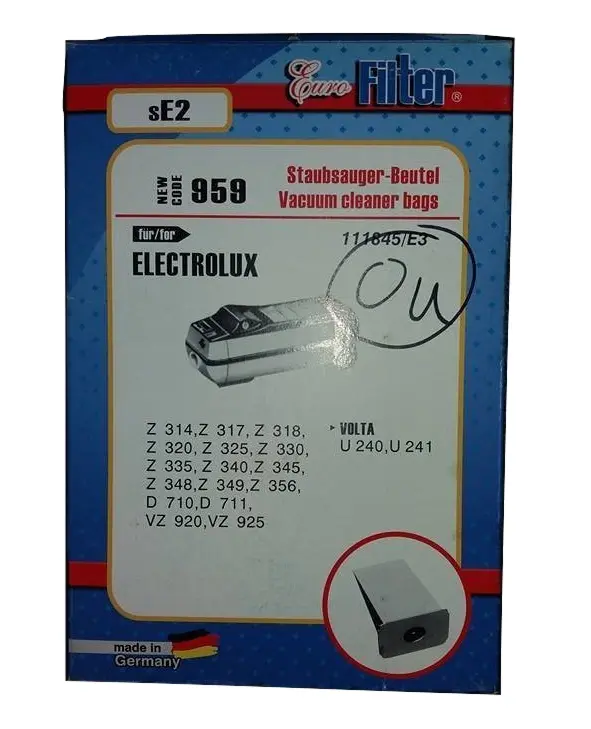 Euro Filter®
sE2
NEW CODE 959
Staubsauger-Beutel
Vacuum cleaner bags
für/for
111845/E3
ELECTROLUX
OU
Z 314,Z 317, Z 318,
Z 320, Z 325, Z 330,
Z 335, Z 340, Z 345,
Z 348,Z 349,Z 356,
D 710,D 711,
VZ 920,VZ 925
VOLTA
U 240,U 241
made in
Germany